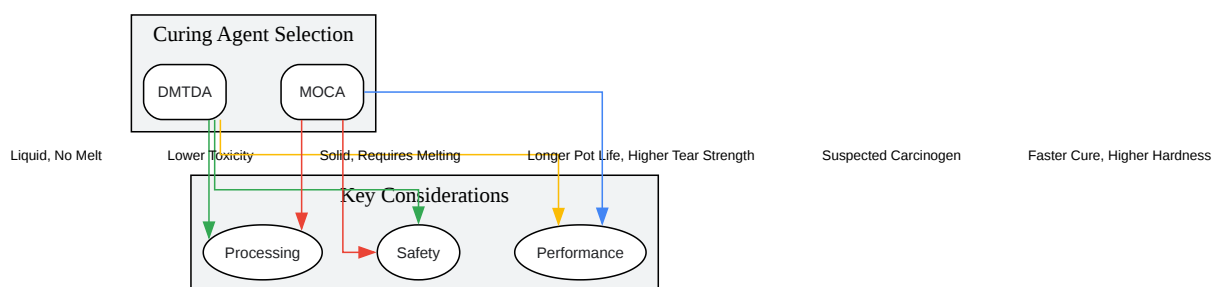 Curing Agent Selection
DMTDA
MOCA
Liquid, No Melt
Lower Toxicity
Solid, Requires Melting
Longer Pot Life, Higher Tear Strength
Suspected Carcinogen
Faster Cure, Higher Hardness
Key Considerations
Processing
Safety
Performance